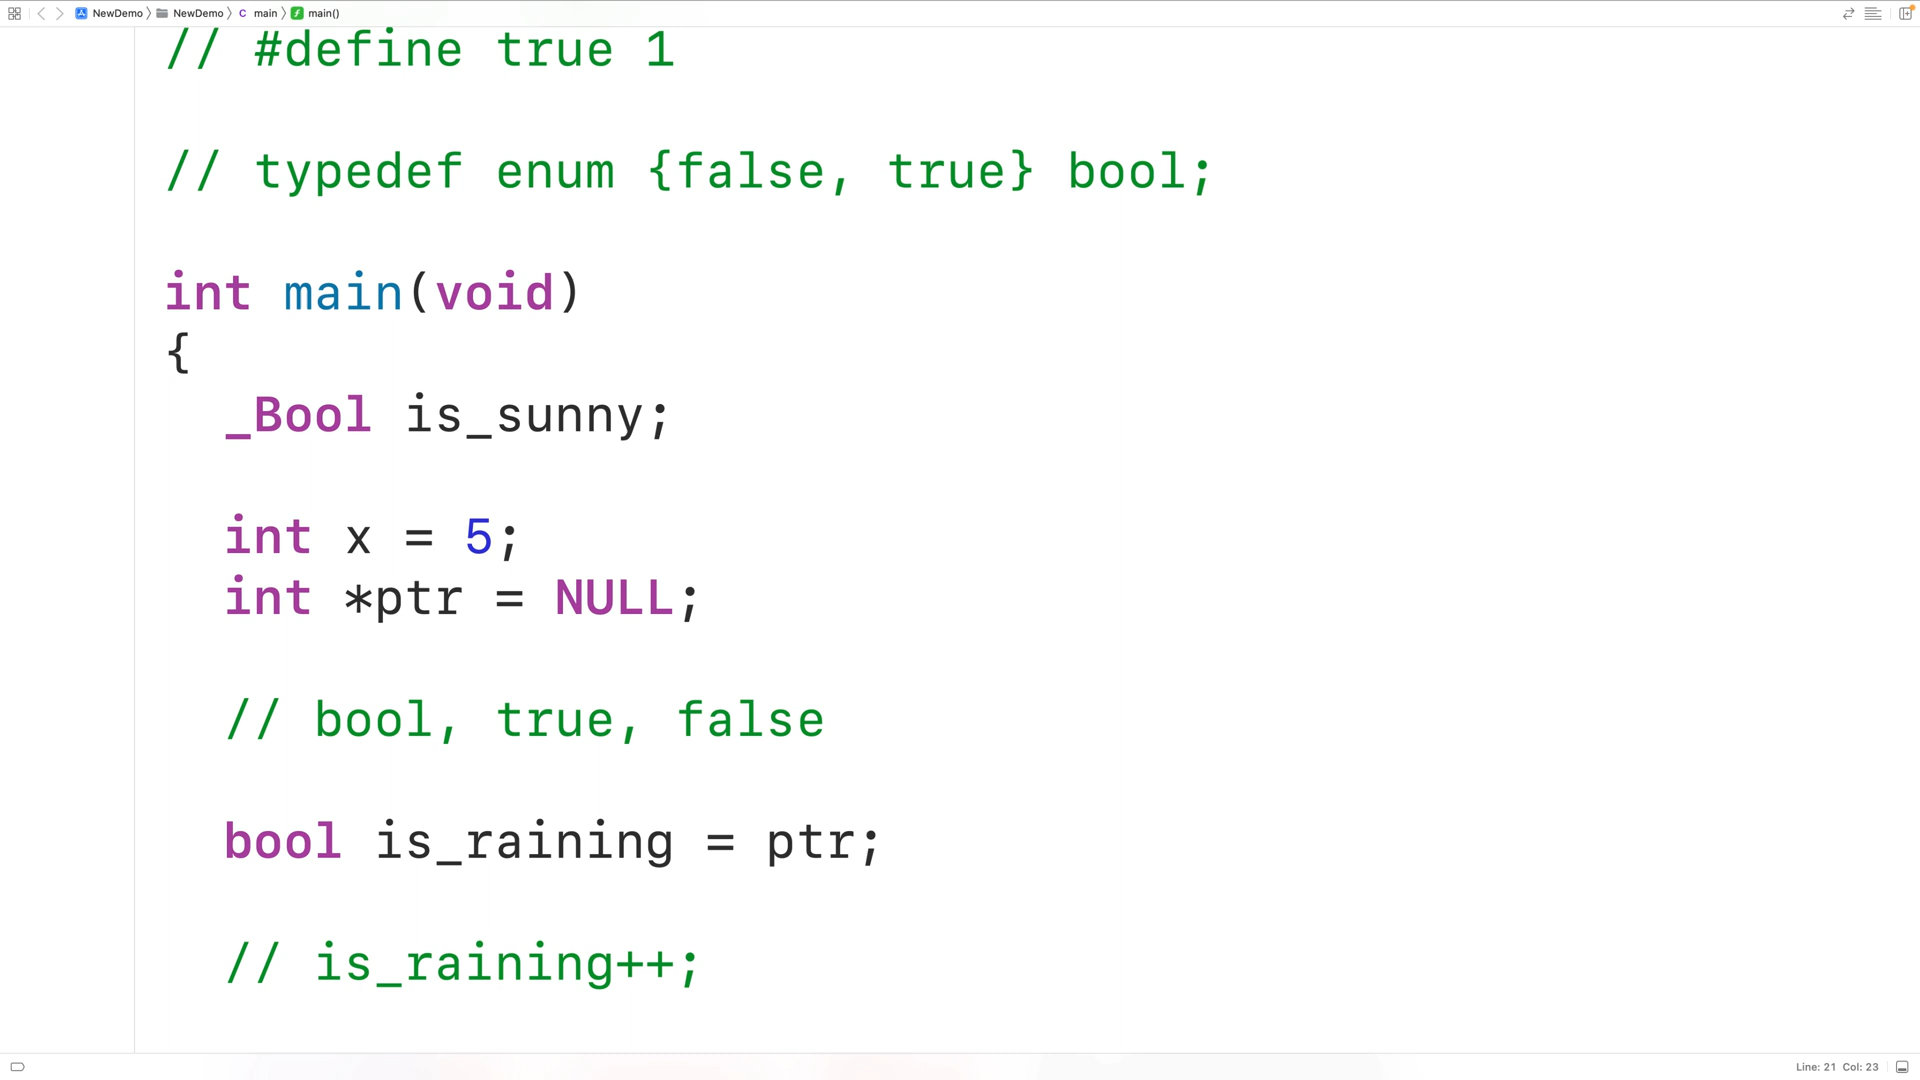 NewDemo NewDemo C main f main()
// #define true 1
// typedef enum {false, true} bool;
int main(void)
{
_Bool is_sunny;
int x = 5;
int *ptr = NULL;
// bool, true, false
bool is_raining = ptr;
// is_raining++;
Line: 21 Col: 23